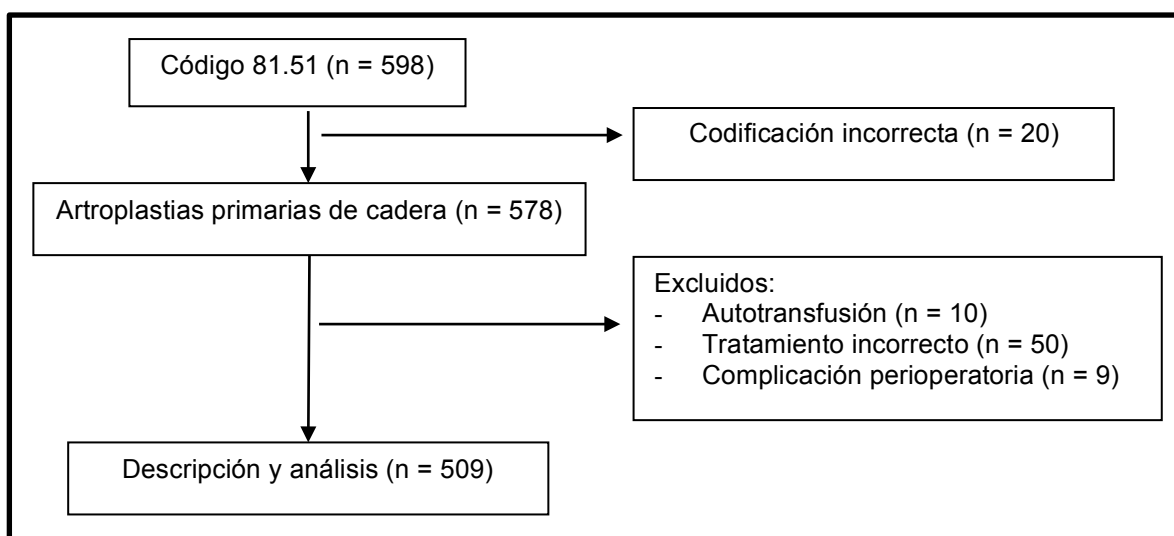 Código 81.51 (n = 598)
Codificación incorrecta (n = 20)
Artroplastias primarias de cadera (n = 578)
Excluidos:
- Autotransfusión (n = 10)
- Tratamiento incorrecto (n = 50)
- Complicación perioperatoria (n = 9)
Descripción y análisis (n = 509)